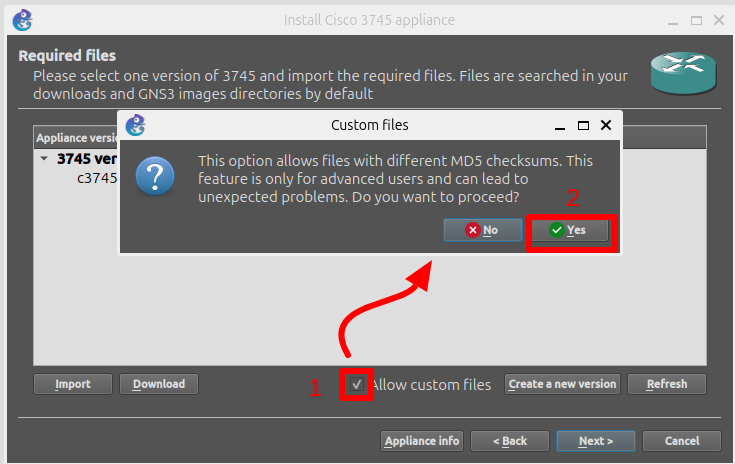 Install Cisco 3745 appliance
Required files
Please select one version of 3745 and import the required files. Files are searched in your
downloads and GNS3 images directories by default
Custom files
Appliance versi
This option allows files with different MD5 checksums. This
feature is only for advanced users and can lead to
unexpected problems. Do you want to proceed?
3745 ver
c3745
2
No
Yes
1
Import
Download
Allow custom files
Create a new version
Refresh
Appliance info
< Back
Next >
Cancel